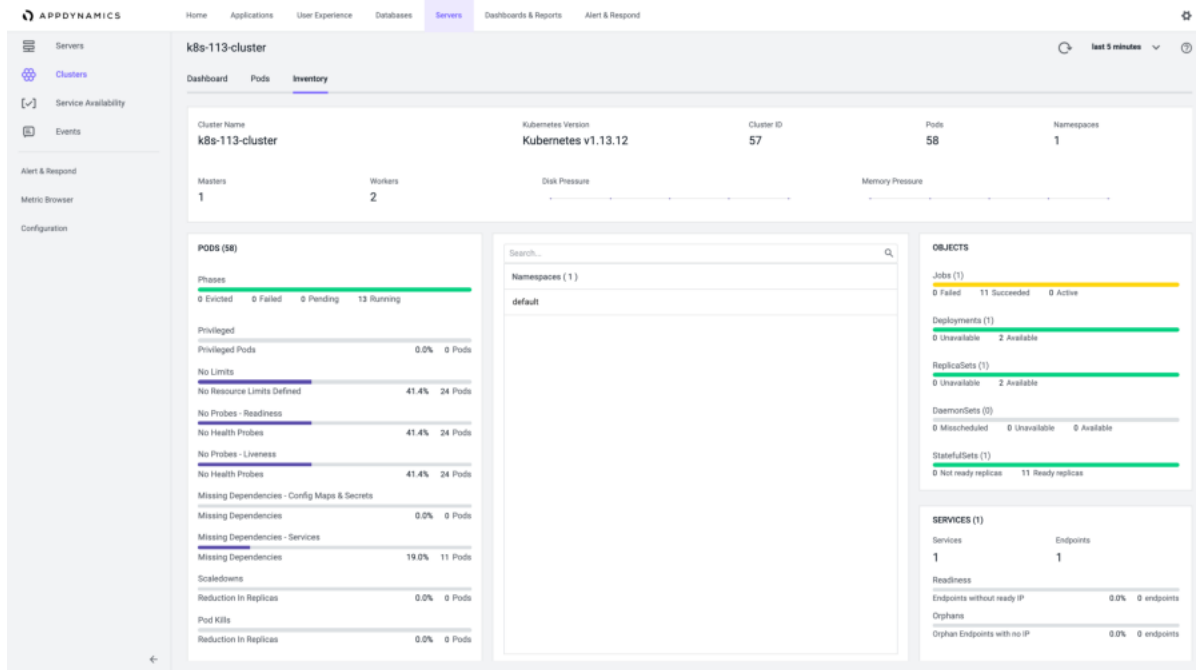 APPDYNAMICS
Home Applications User Experience Databases Servers Dashboards & Reports Alert & Respond
Servers
Clusters
Service Availability
Events
Alert & Respond
Metric Browser
Configuration
k8s-113-cluster
last 5 minutes
Dashboard Pods Inventory
Cluster Name Kubernetes Version Cluster ID Pods Namespaces
k8s-113-cluster Kubernetes v1.13.12 57 58 1
Masters Workers Disk Pressure Memory Pressure
1 2
PODS (58)
Phases
0 Evicted 0 Failed 0 Pending 13 Running
Privileged
Privileged Pods 0.0% 0 Pods
No Limits
No Resource Limits Defined 41.4% 24 Pods
No Probes - Readiness
No Health Probes 41.4% 24 Pods
No Probes - Liveness
No Health Probes 41.4% 24 Pods
Missing Dependencies - Config Maps & Secrets
Missing Dependencies 0.0% 0 Pods
Missing Dependencies - Services
Missing Dependencies 19.0% 11 Pods
Scaledowns
Reduction In Replicas 0.0% 0 Pods
Pod Kills
Reduction In Replicas 0.0% 0 Pods
Search...
Namespaces ( 1 )
default
OBJECTS
Jobs (1)
0 Failed 11 Succeeded 0 Active
Deployments (1)
0 Unavailable 2 Available
ReplicaSets (1)
0 Unavailable 2 Available
DaemonSets (0)
0 Misscheduled 0 Unavailable 0 Available
StatefulSets (1)
0 Not ready replicas 11 Ready replicas
SERVICES (1)
Services Endpoints
1 1
Readiness
Endpoints without ready IP 0.0% 0 endpoints
Orphans
Orphan Endpoints with no IP 0.0% 0 endpoints